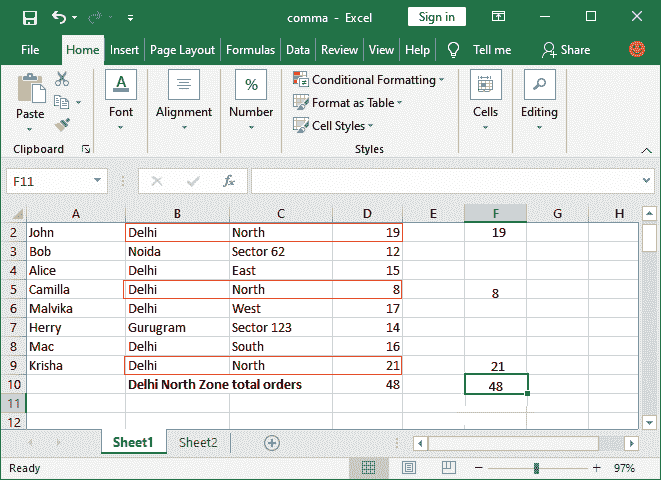 comma - Excel Sign in
File Home Insert Page Layout Formulas Data Review View Help Tell me Share
Paste Font Alignment % Number Conditional Formatting Format as Table Cell Styles Cells Editing
Clipboard Styles
F11 fx
A B C D E F G H
2 John Delhi North 19 19
3 Bob Noida Sector 62 12
4 Alice Delhi East 15
5 Camilla Delhi North 8 8
6 Malvika Delhi West 17
7 Herry Gurugram Sector 123 14
8 Mac Delhi South 16
9 Krisha Delhi North 21 21
10 Delhi North Zone total orders 48 48
11
12
Sheet1 Sheet2
Ready 97%